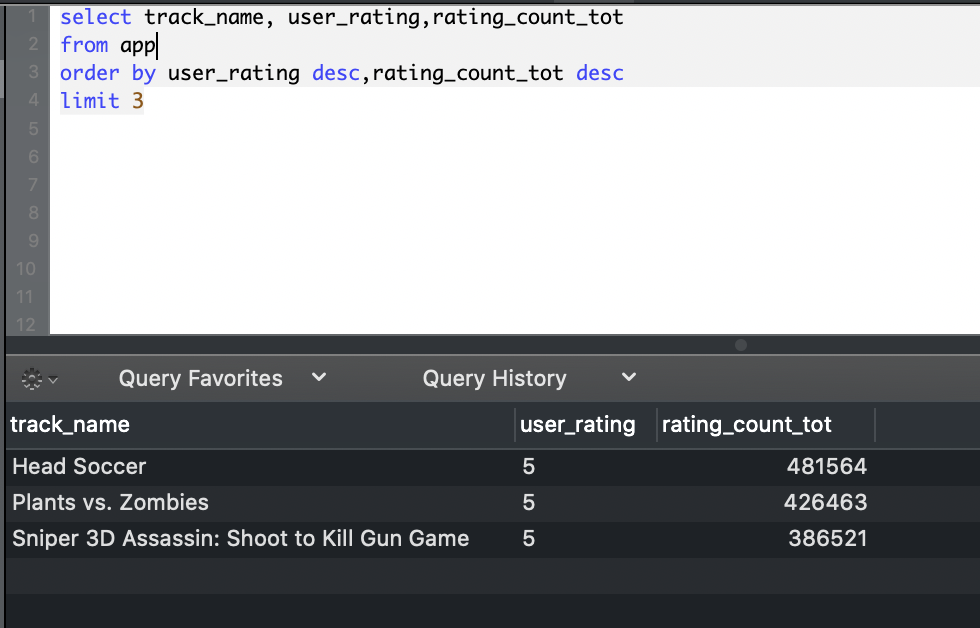 1 select track_name, user_rating,rating_count_tot
2 from app
3 order by user_rating desc,rating_count_tot desc
4 limit 3
5
6
7
8
9
10
11
12
Query Favorites Query History
track_name user_rating rating_count_tot
Head Soccer 5 481564
Plants vs. Zombies 5 426463
Sniper 3D Assassin: Shoot to Kill Gun Game 5 386521